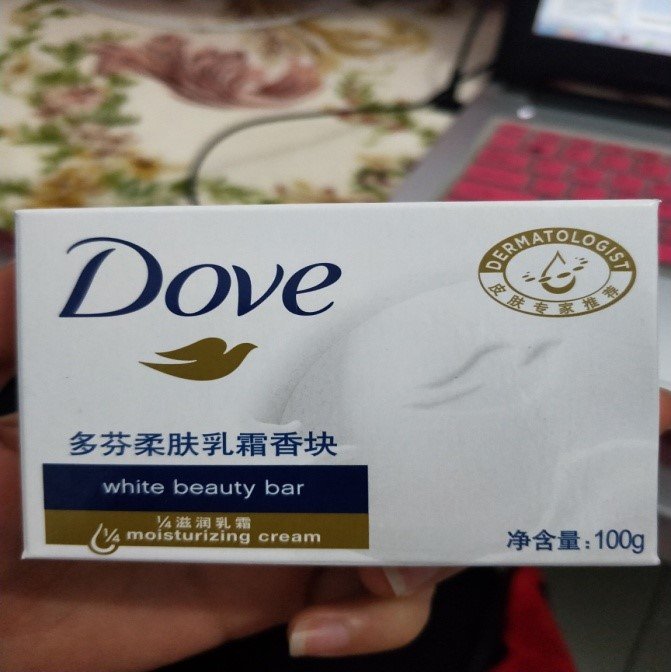 Dove
DERMATOLOGIST
皮肤专家推荐
多芬柔肤乳霜香块
white beauty bar
¼滋润乳霜
¼ moisturizing cream
净含量:100g